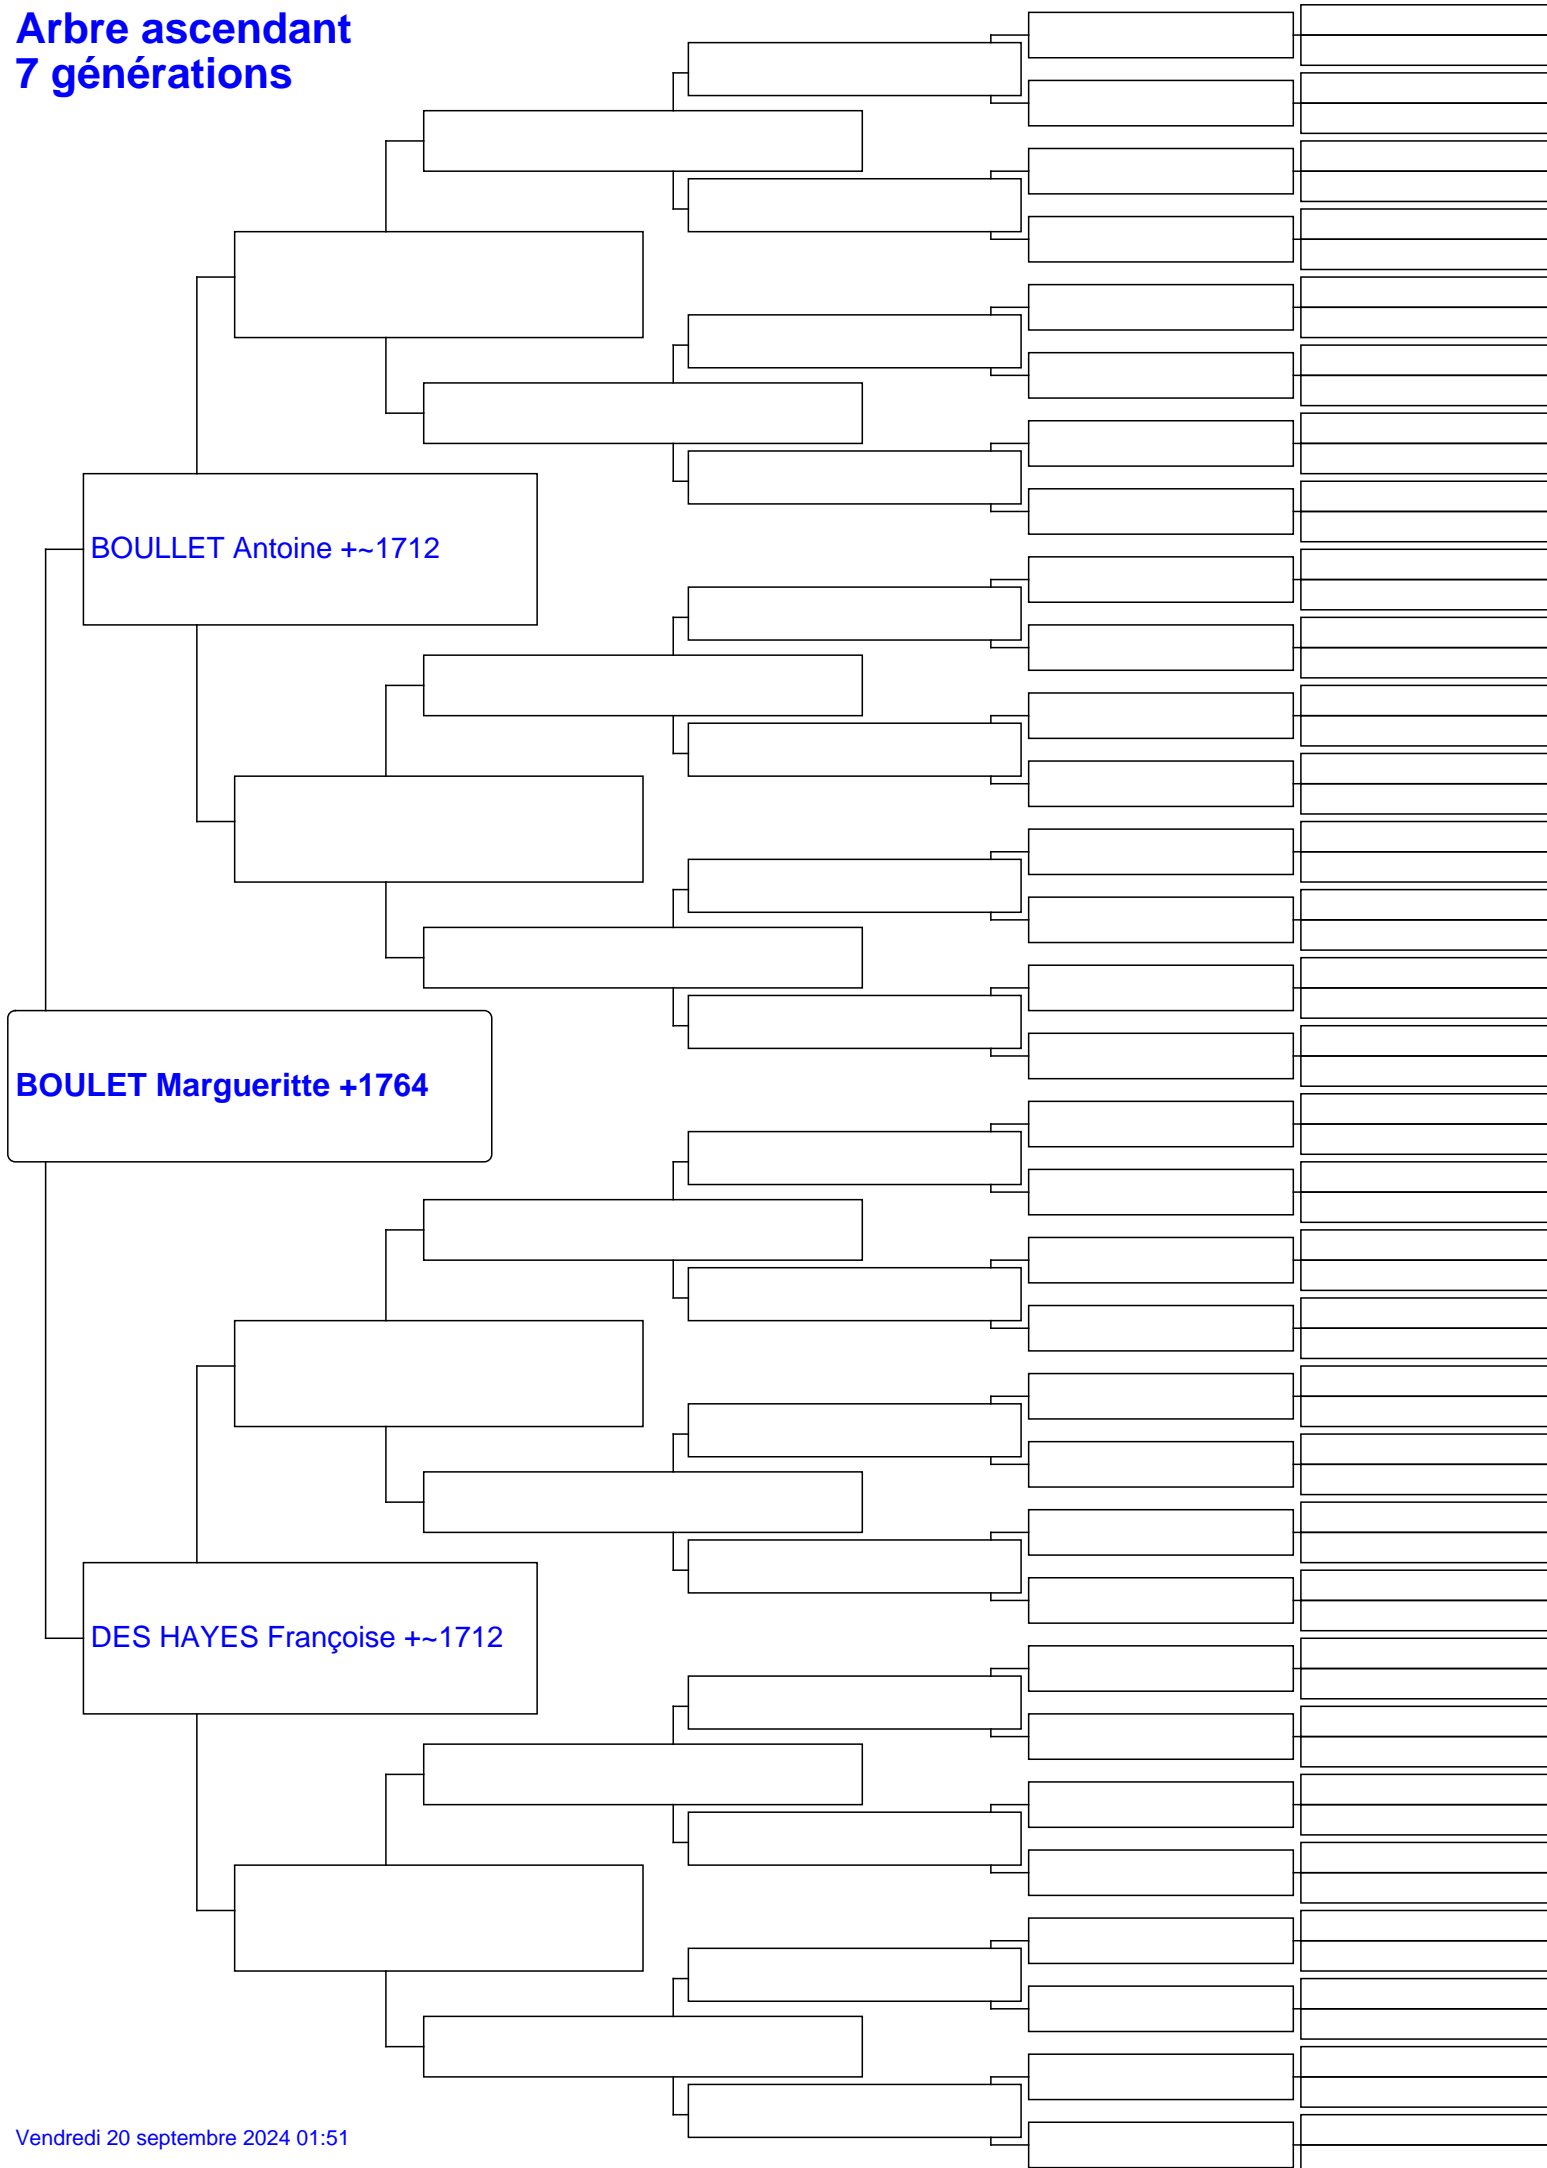 Arbre ascendant
7 générations
BOULLET Antoine +~1712
BOULET Margueritte +1764
DES HAYES Françoise +~1712
Vendredi 20 septembre 2024 01:51